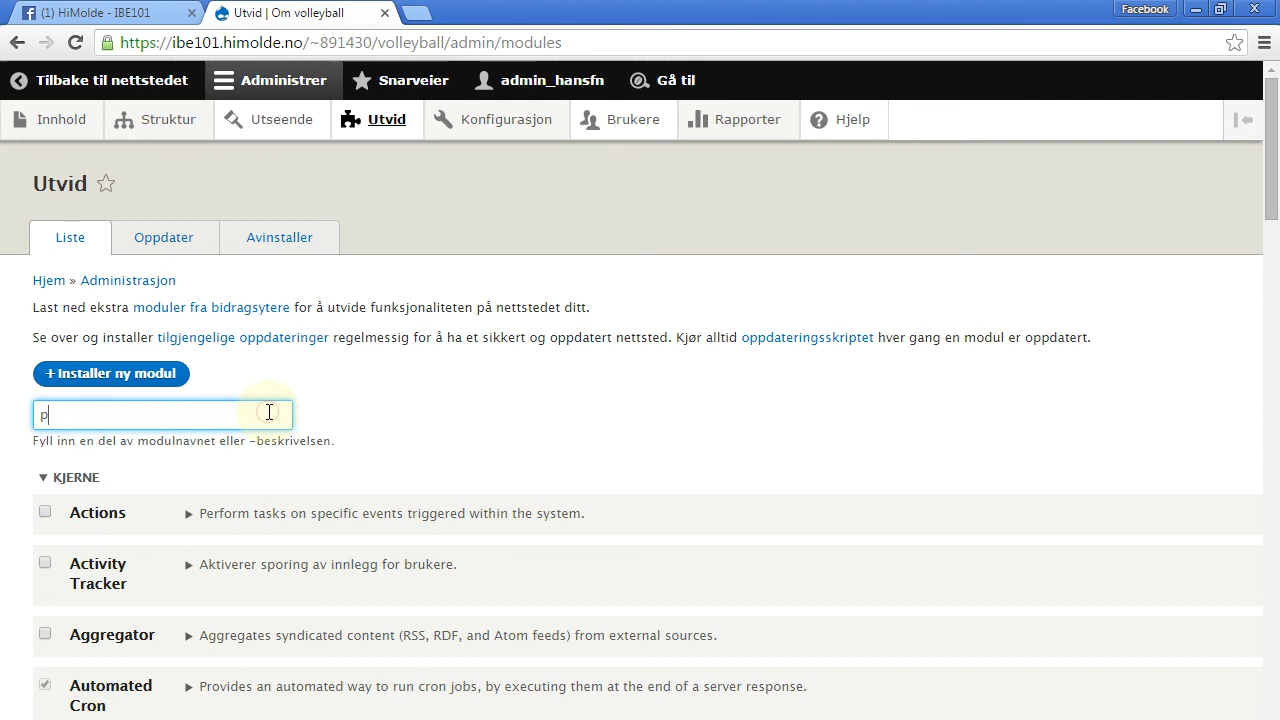 (1) HiMolde - IBE101
Utvid | Om volleyball
Facebook
https://ibe101.himolde.no/~891430/volleyball/admin/modules
Tilbake til nettstedet
Administrer
Snarveier
admin_hansfn
Gå til
Innhold
Struktur
Utseende
Utvid
Konfigurasjon
Brukere
Rapporter
Hjelp
Utvid
Liste
Oppdater
Avinstaller
Hjem » Administrasjon
Last ned ekstra moduler fra bidragsytere for å utvide funksjonaliteten på nettstedet ditt.
Se over og installer tilgjengelige oppdateringer regelmessig for å ha et sikkert og oppdatert nettsted. Kjør alltid oppdateringsskriptet hver gang en modul er oppdatert.
+ Installer ny modul
p
Fyll inn en del av modulnavnet eller -beskrivelsen.
▼ KJERNE
Actions
► Perform tasks on specific events triggered within the system.
Activity
Tracker
► Aktiverer sporing av innlegg for brukere.
Aggregator
► Aggregates syndicated content (RSS, RDF, and Atom feeds) from external sources.
Automated
Cron
► Provides an automated way to run cron jobs, by executing them at the end of a server response.